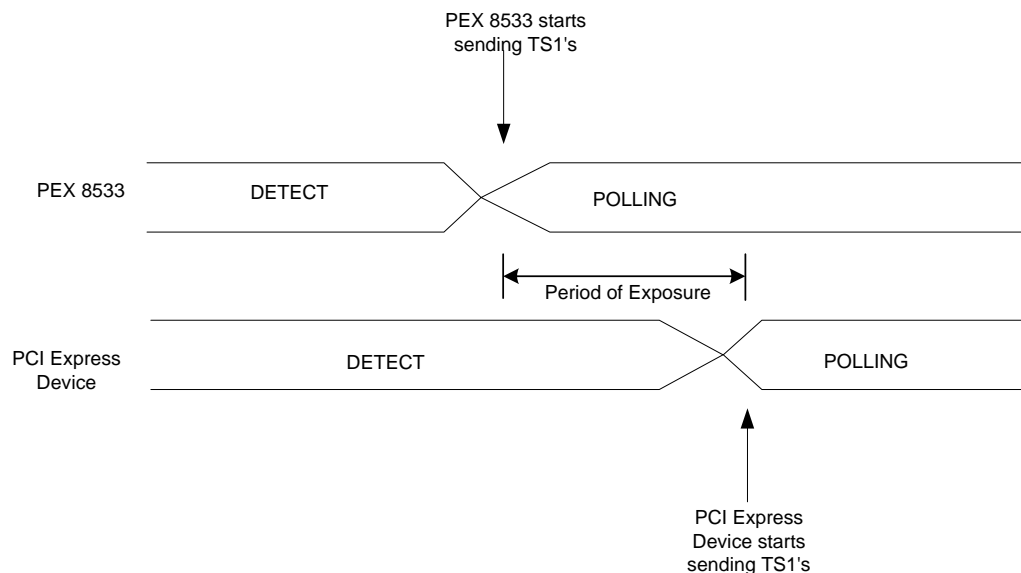 PEX 8533 starts
sending TS1's
PEX 8533
DETECT
POLLING
Period of Exposure
PCI Express
Device
DETECT
POLLING
PCI Express
Device starts
sending TS1's